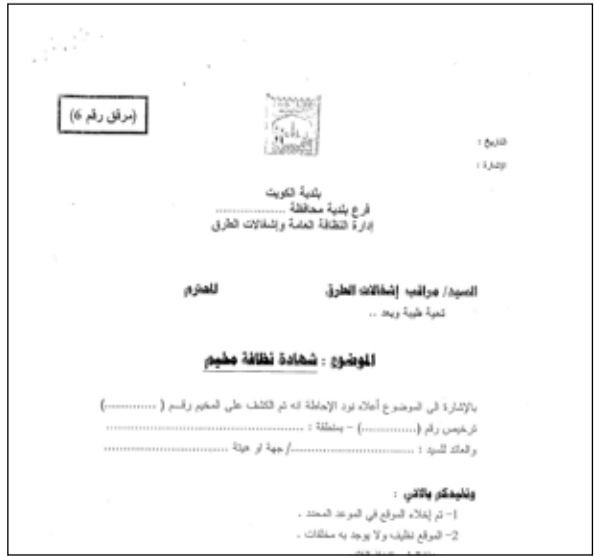 (مرفق رقم 6)
التاريخ :
الإشارة :
بلدية الكويت
فرع بلدية محافظة .................
إدارة النظافة العامة وإشغالات الطرق
السيد/ مراقب إشغالات الطرق المحترم
تحية طيبة وبعد ..
الموضوع : شهادة نظافة مخيم
بالإشارة الى الموضوع أعلاه نود الإحاطة انه تم الكشف على المخيم رقم ( ............)
ترخيص رقم (..............) – بمنطقة : ................................................
والعائد للسيد : ................................/جهة او هيئة ................................
ونفيدكم بالآتي :
1– تم إخلاء الموقع في الموعد المحدد .
2– الموقع نظيف ولا يوجد به مخلفات .